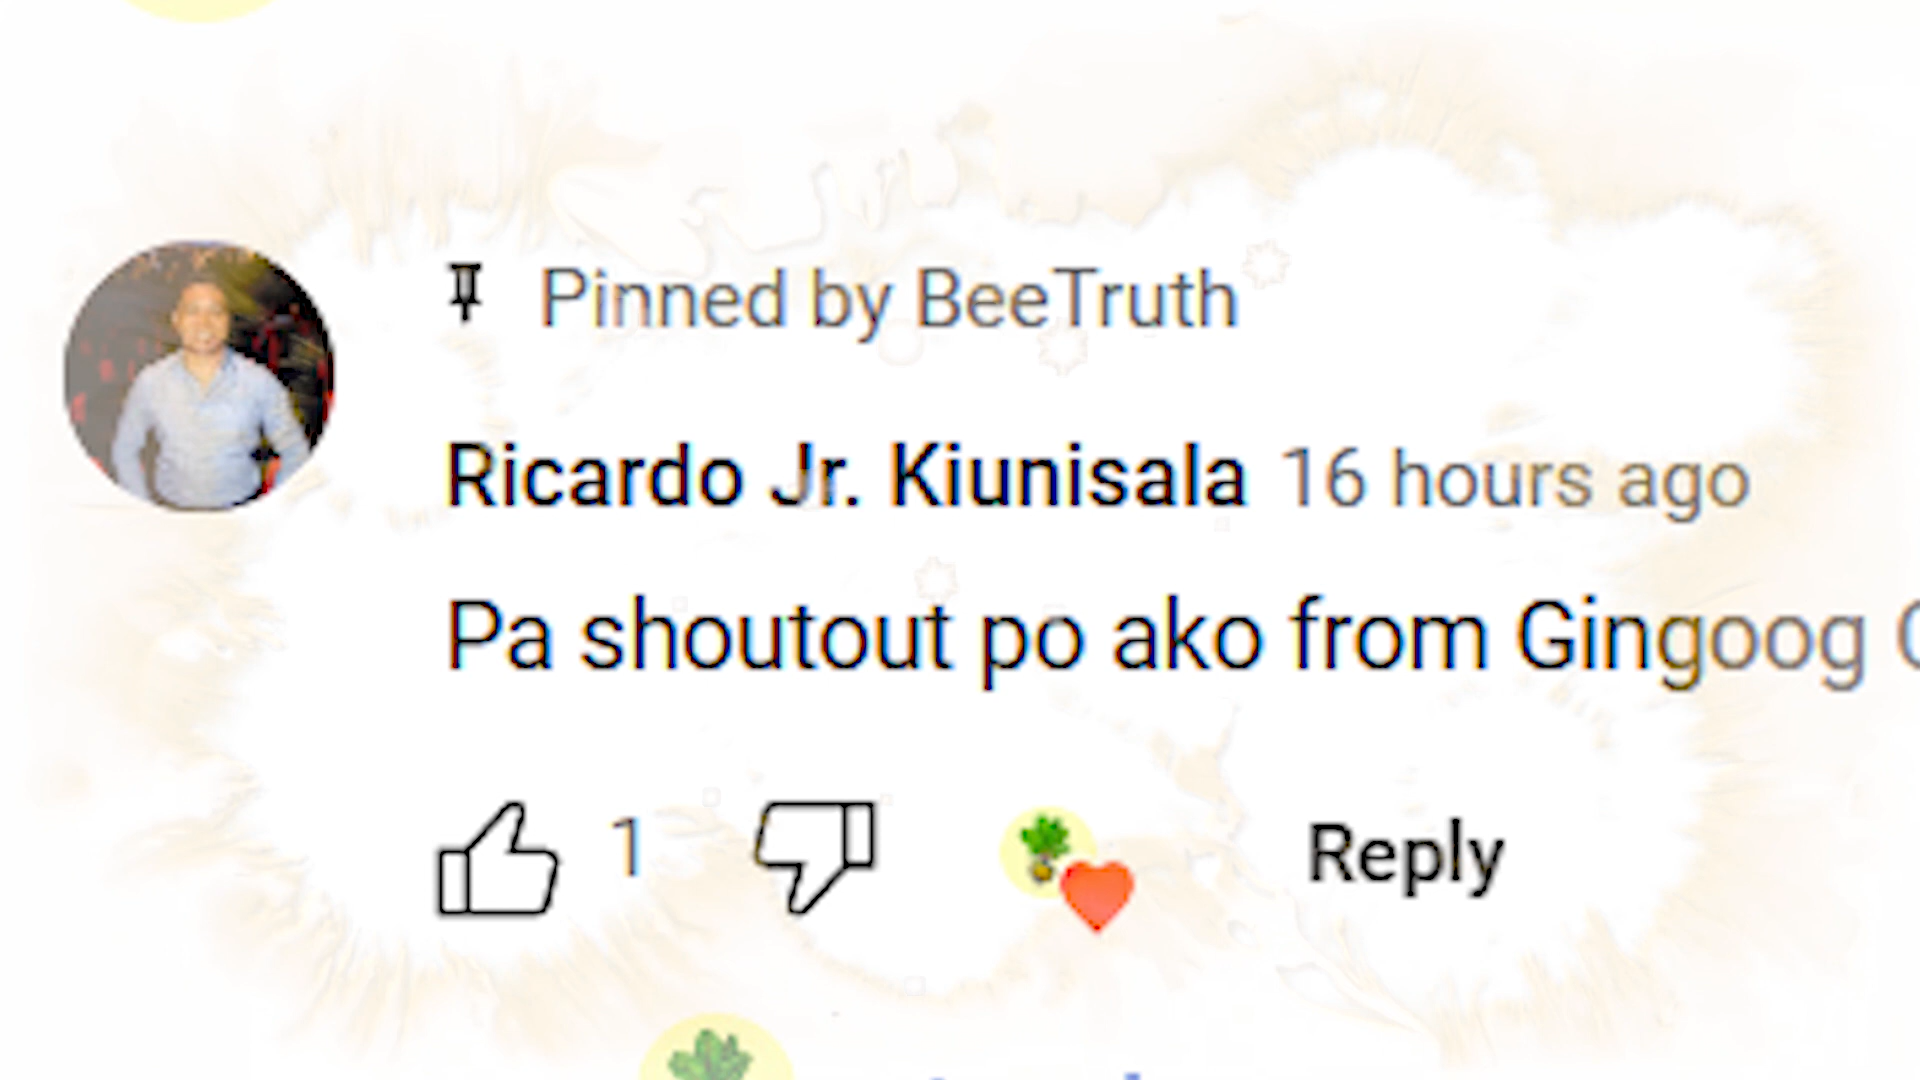 Pinned by BeeTruth
Ricardo Jr. Kiunisala 16 hours ago
Pa shoutout po ako from Gingoog
1
Reply